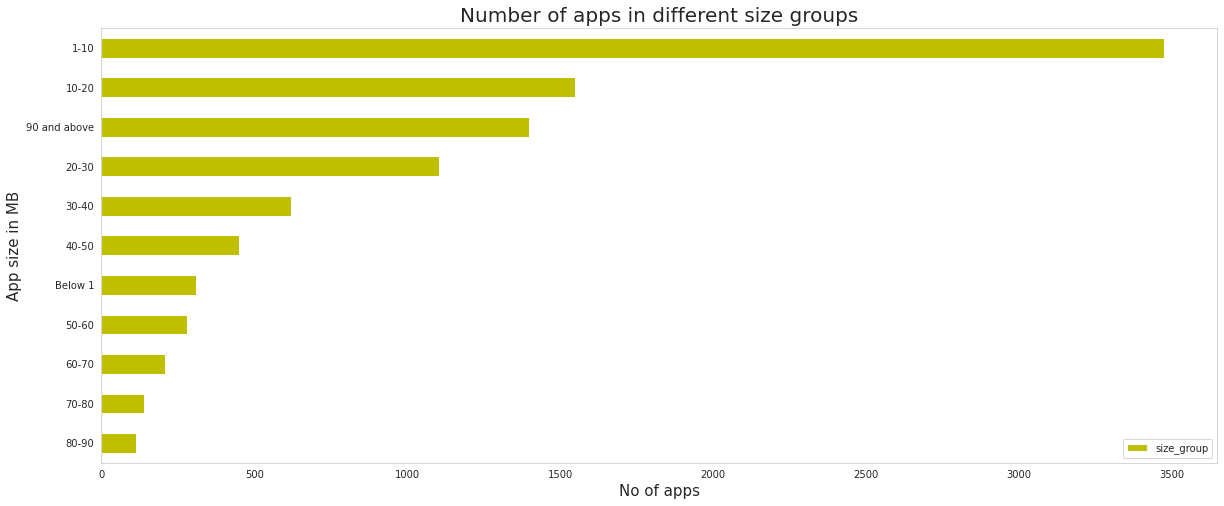 Number of apps in different size groups
1-10
10-20
90 and above
20-30
30-40
40-50
Below 1
50-60
60-70
70-80
80-90
App size in MB
size_group
0 500 1000 1500 2000 2500 3000 3500
No of apps